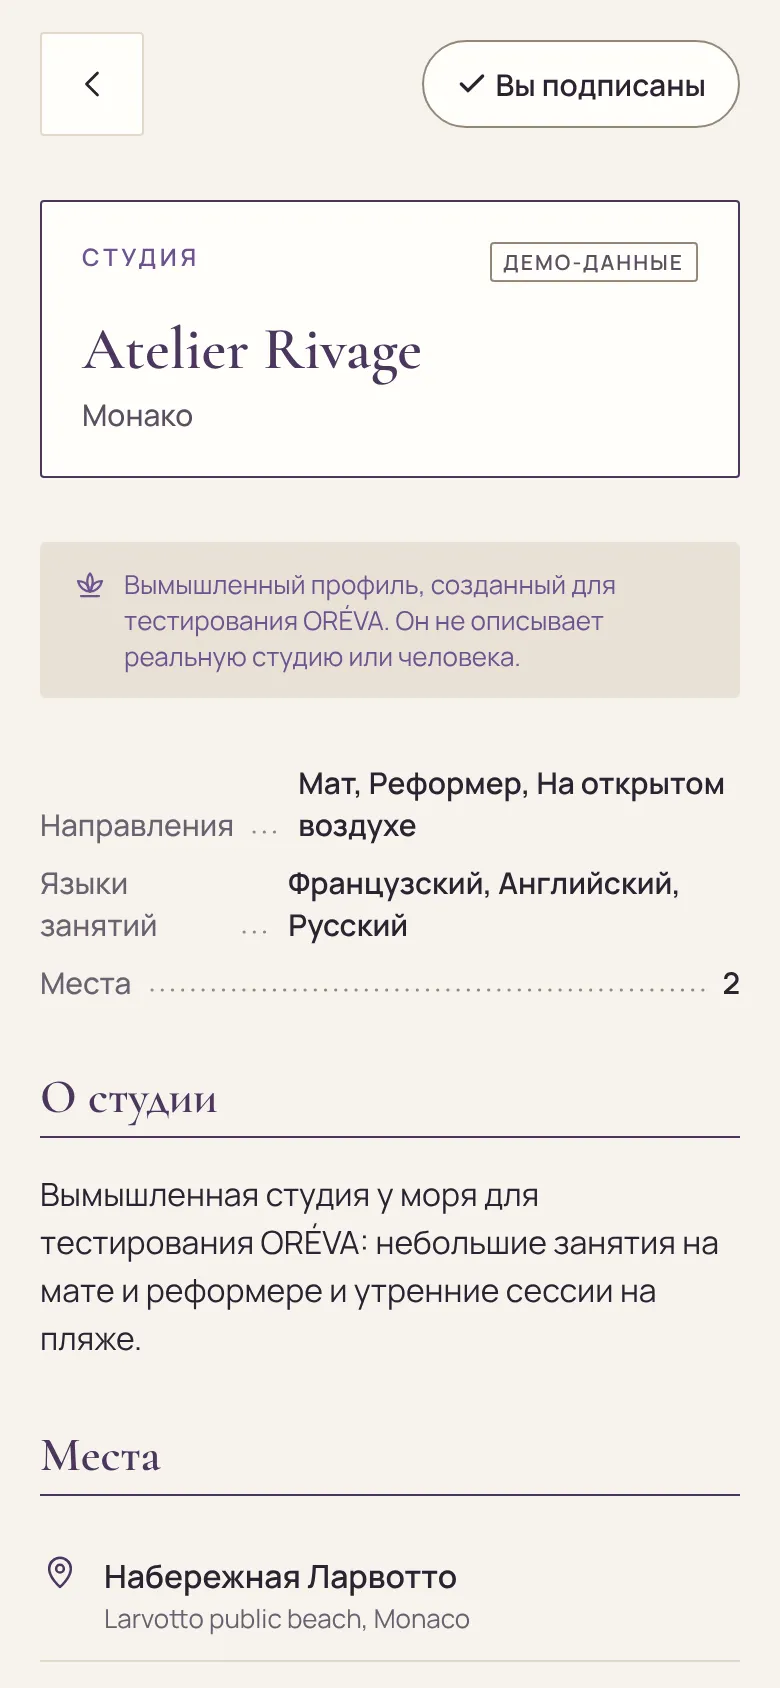 Вы подписаны
СТУДИЯ
ДЕМО-ДАННЫЕ
Atelier Rivage
Монако
Вымышленный профиль, созданный для
тестирования ORÉVA. Он не описывает
реальную студию или человека.
Мат, Реформер, На открытом
Направления ... воздухе
Языки Французский, Английский,
занятий ... Русский
Места ........................................................ 2
О студии
Вымышленная студия у моря для
тестирования ORÉVA: небольшие занятия на
мате и реформере и утренние сессии на
пляже.
Места
Набережная Ларвотто
Larvotto public beach, Monaco